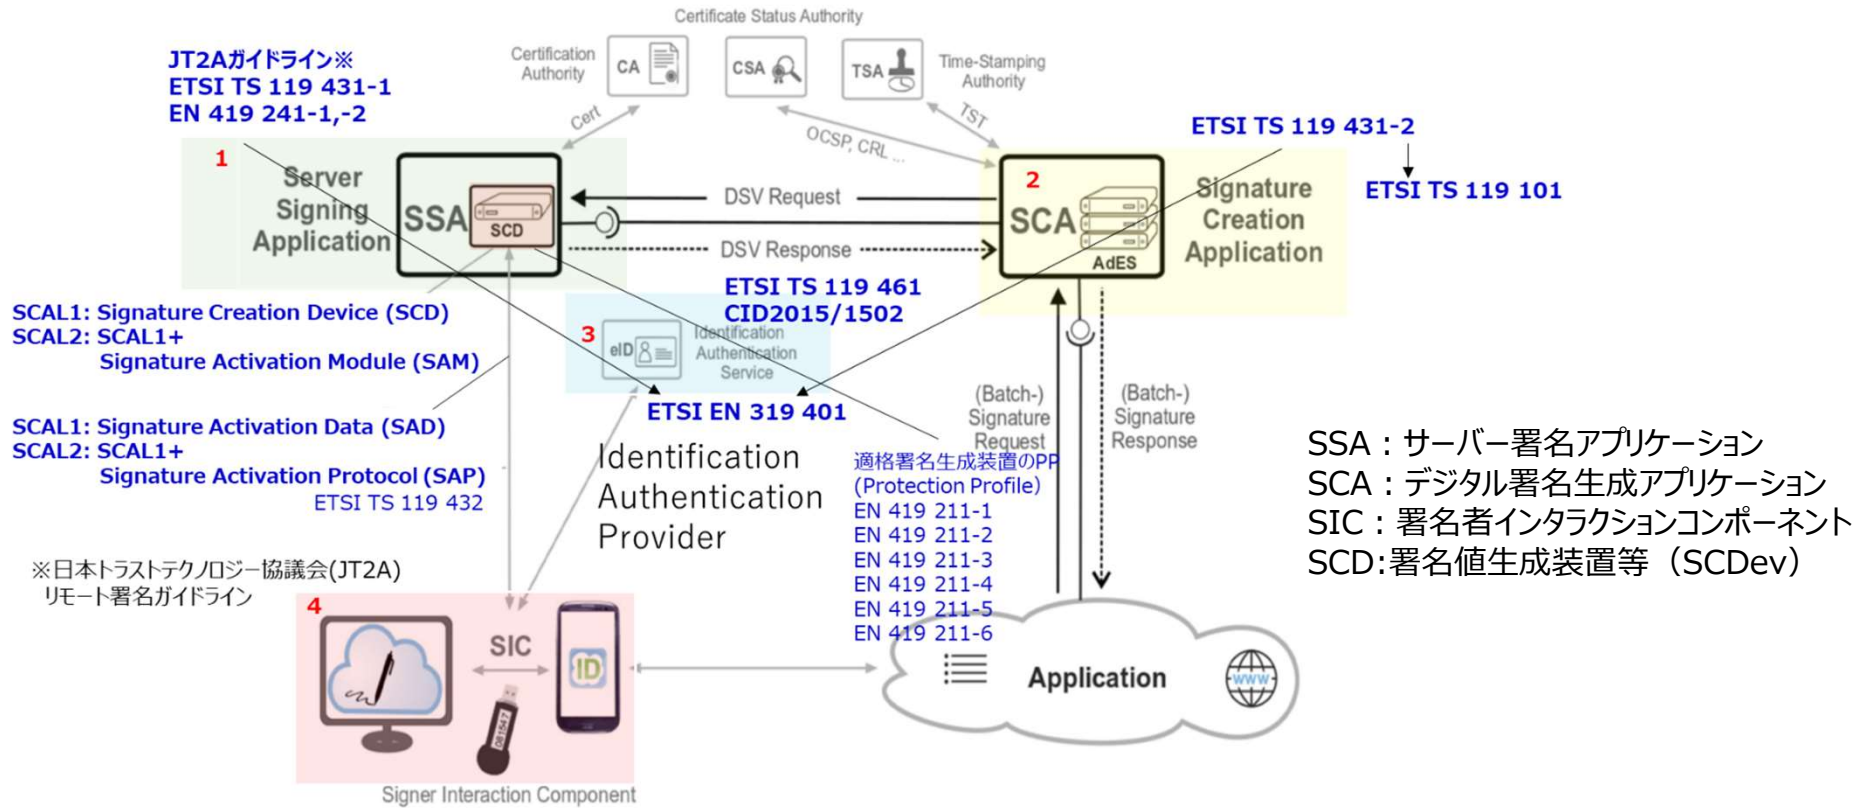 Certificate Status Authority
JT2Aガイドライン※
ETSI TS 119 431-1
EN 419 241-1,-2
Certification
Authority
CA
CSA
TSA
Time-Stamping
Authority
Cert
OCSP, CRL ...
TST
ETSI TS 119 431-2
ETSI TS 119 101
1
Server
Signing
Application
SSA
SCD
DSV Request
DSV Response
2
SCA
AdES
Signature
Creation
Application
ETSI TS 119 461
CID2015/1502
3
eID
Identification
Authentication
Service
ETSI EN 319 401
SCAL1: Signature Creation Device (SCD)
SCAL2: SCAL1+
Signature Activation Module (SAM)
SCAL1: Signature Activation Data (SAD)
SCAL2: SCAL1+
Signature Activation Protocol (SAP)
ETSI TS 119 432
Identification
Authentication
Provider
(Batch-)
Signature
Request
(Batch-)
Signature
Response
適格署名生成装置のPP
(Protection Profile)
EN 419 211-1
EN 419 211-2
EN 419 211-3
EN 419 211-4
EN 419 211-5
EN 419 211-6
SSA：サーバー署名アプリケーション
SCA：デジタル署名生成アプリケーション
SIC：署名者インタラクションコンポーネント
SCD:署名値生成装置等（SCDev）
※日本トラストテクノロジー協議会(JT2A)
リモート署名ガイドライン
4
SIC
ID
081547
Signer Interaction Component
Application
WWW